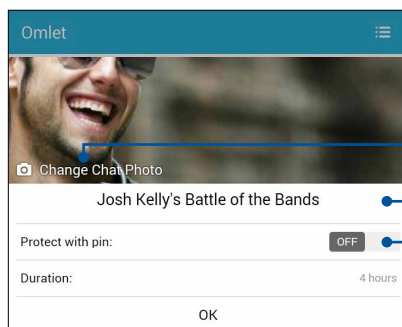 Omlet
Change Chat Photo
Josh Kelly's Battle of the Bands
Protect with pin:
OFF
Duration:
4 hours
OK